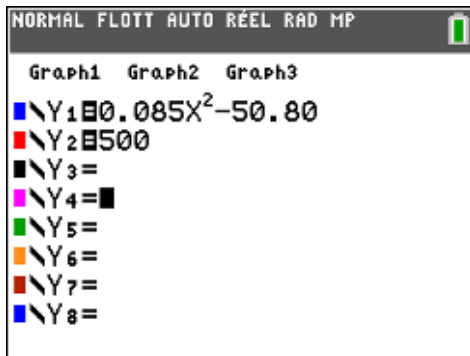 NORMAL FLOTT AUTO RÉEL RAD MP
Graph1 Graph2 Graph3
\Y₁=0.085X²-50.80
\Y₂=500
\Y₃=
\Y₄=
\Y₅=
\Y₆=
\Y₇=
\Y₈=